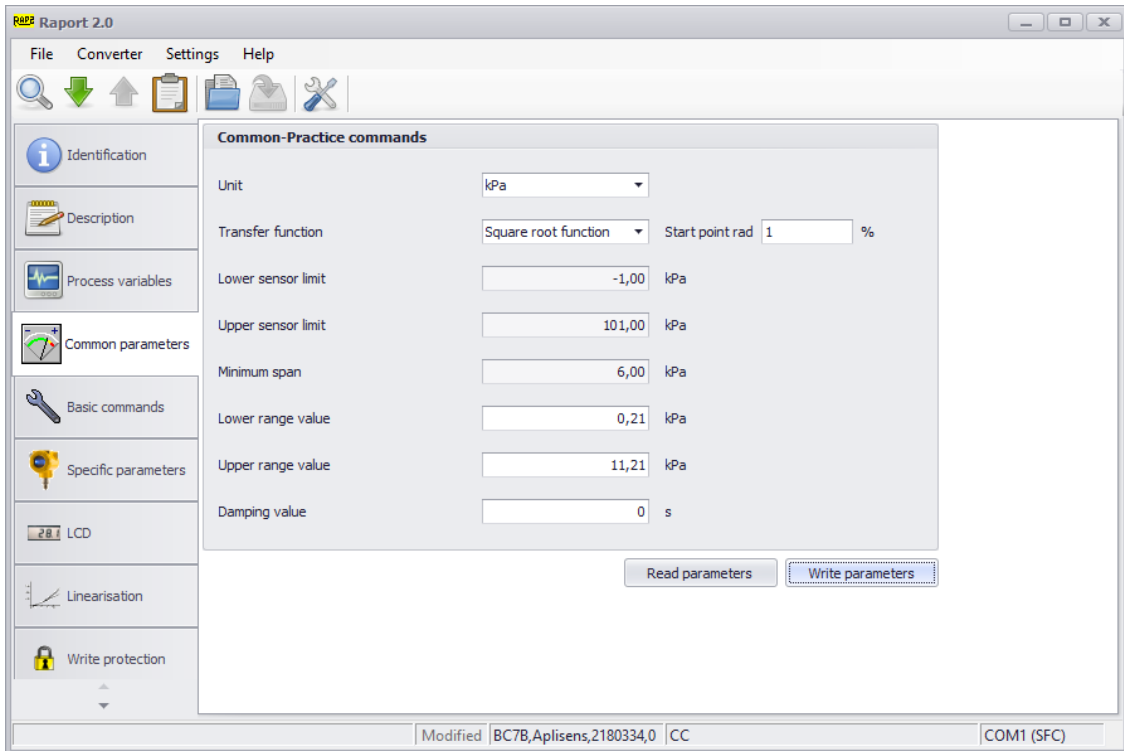 RAP2 Raport 2.0
File Converter Settings Help
Identification
Description
Process variables
Common parameters
Basic commands
Specific parameters
28.1 LCD
Linearisation
Write protection
Common-Practice commands
Unit kPa
Transfer function Square root function Start point rad 1 %
Lower sensor limit -1,00 kPa
Upper sensor limit 101,00 kPa
Minimum span 6,00 kPa
Lower range value 0,21 kPa
Upper range value 11,21 kPa
Damping value 0 s
Read parameters Write parameters
Modified BC7B,Aplisens,2180334,0 CC COM1 (SFC)